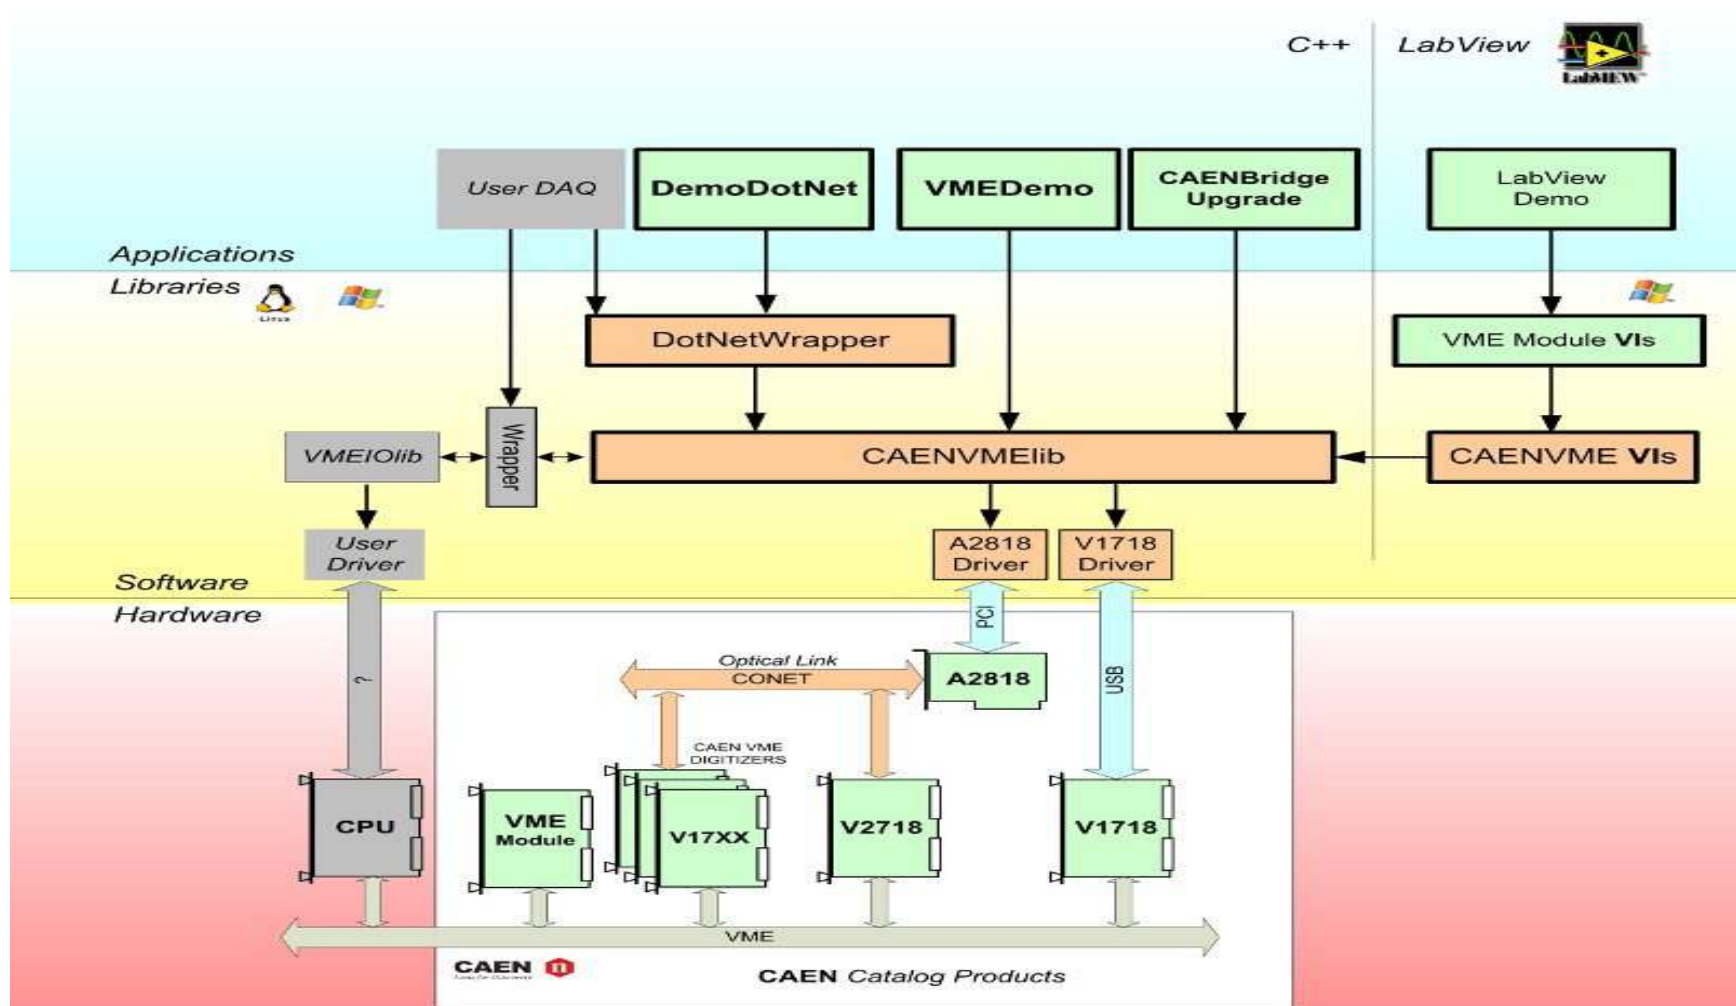 C++
LabView
LabVIEW
User DAQ
DemoDotNet
VMEDemo
CAENBridge
Upgrade
LabView
Demo
Applications
Libraries
Linux
DotNetWrapper
VME Module VIs
VMEIOlib
Wrapper
CAENVMElib
CAENVME VIs
User
Driver
A2818
Driver
V1718
Driver
Software
Hardware
?
PCI
USB
Optical Link
CONET
A2818
CAEN VME
DIGITIZERS
CPU
VME
Module
V17XX
V2718
V1718
VME
CAEN n
CAEN Catalog Products